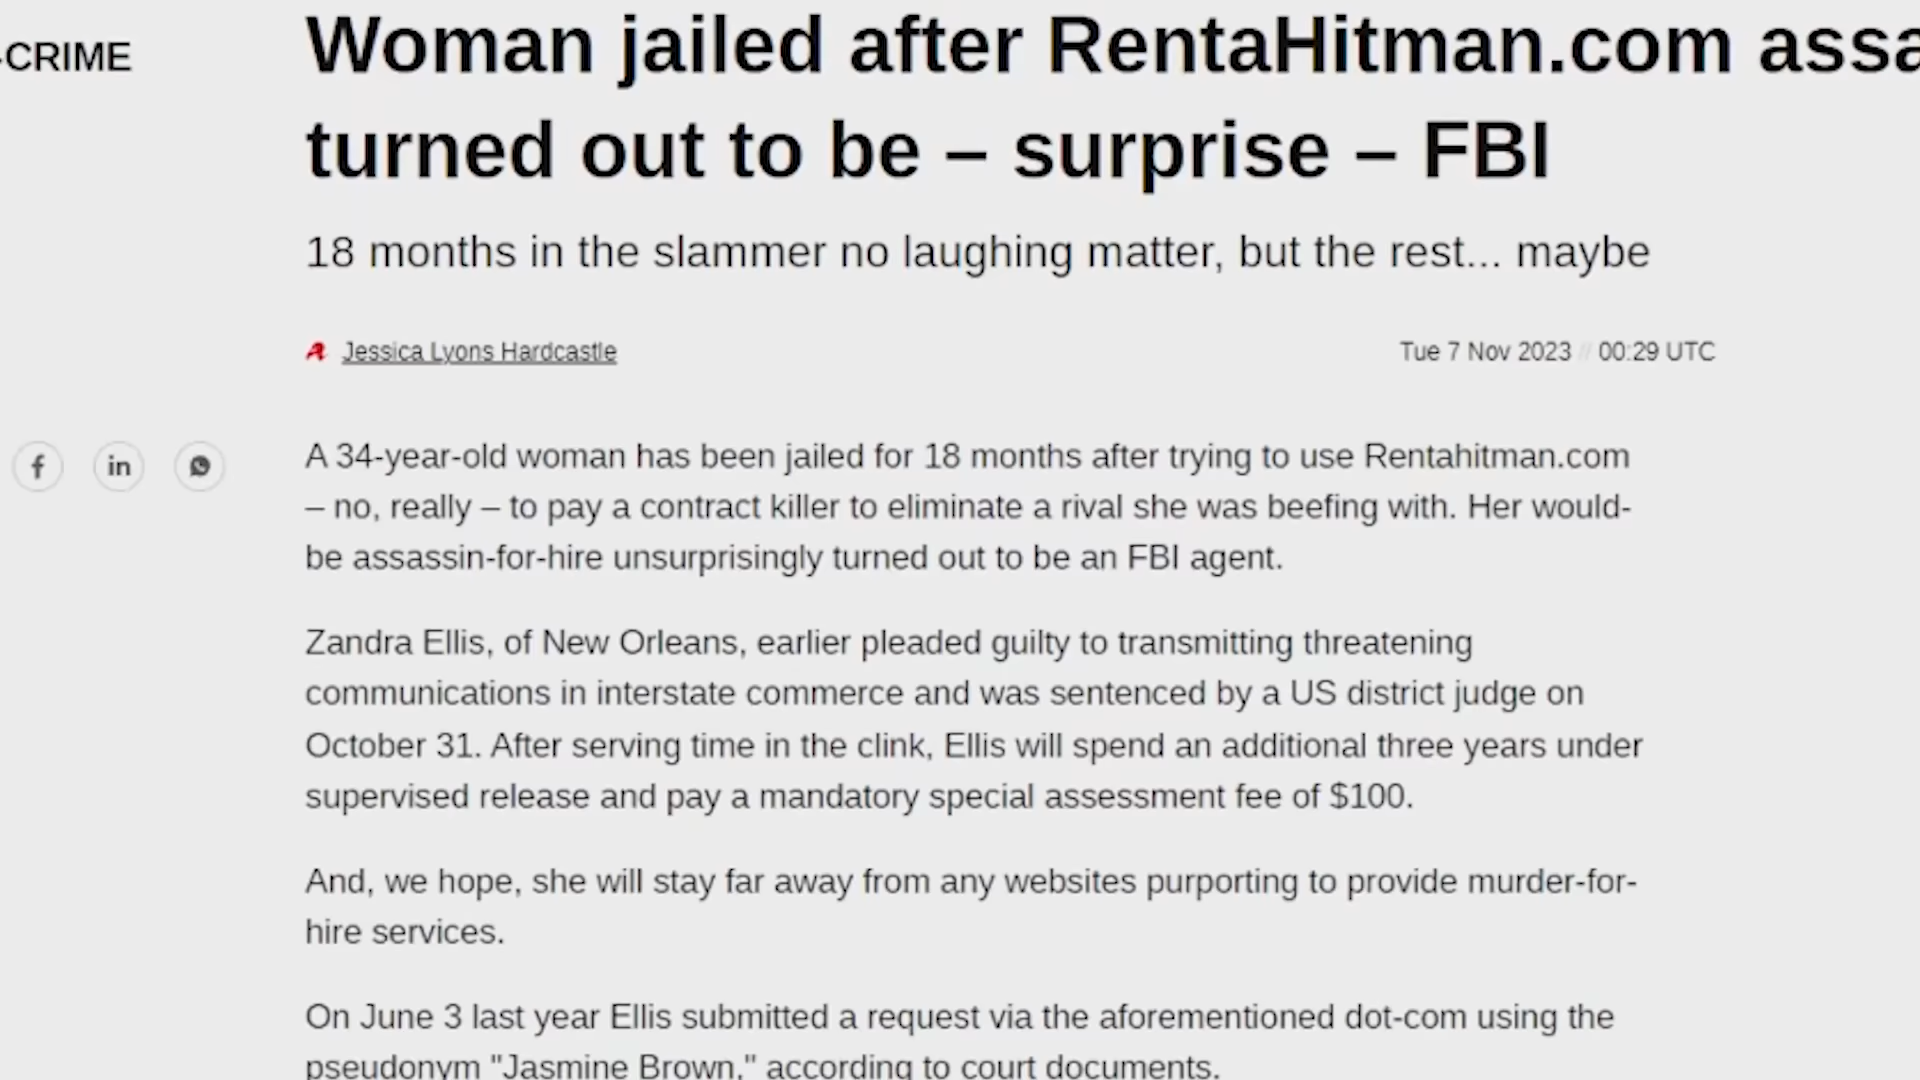 Woman jailed after RentaHitman.com
-CRIME
turned out to be – surprise – FBI
18 months in the slammer no laughing matter, but the rest... maybe
Jessica Lyons Hardcastle
Tue 7 Nov 2023 // 00:29 UTC
A 34-year-old woman has been jailed for 18 months after trying to use Rentahitman.com
– no, really – to pay a contract killer to eliminate a rival she was beefing with. Her would-
be assassin-for-hire unsurprisingly turned out to be an FBI agent.
Zandra Ellis, of New Orleans, earlier pleaded guilty to transmitting threatening
communications in interstate commerce and was sentenced by a US district judge on
October 31. After serving time in the clink, Ellis will spend an additional three years under
supervised release and pay a mandatory special assessment fee of $100.
And, we hope, she will stay far away from any websites purporting to provide murder-for-
hire services.
On June 3 last year Ellis submitted a request via the aforementioned dot-com using the
pseudonym "Jasmine Brown," according to court documents.